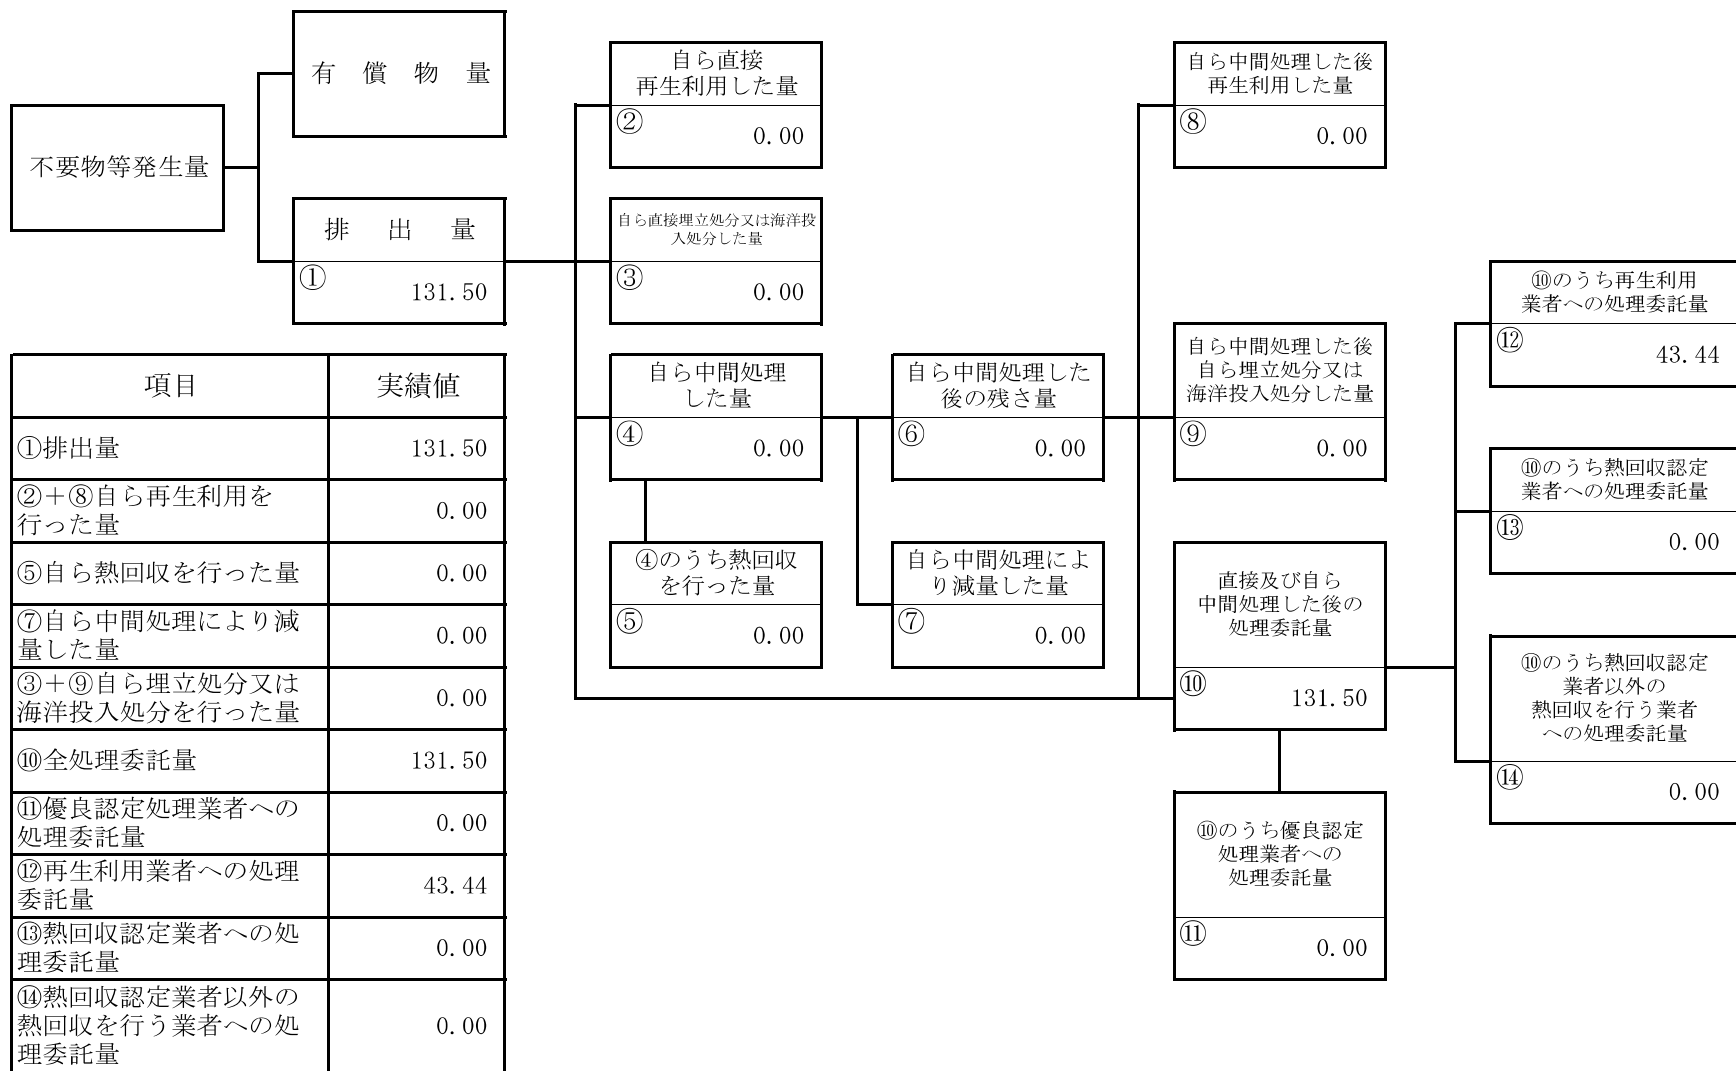 不要物等発生量
有償物量
排出量
①
131.50
自ら直接
再生利用した量
②
0.00
自ら直接埋立処分又は海洋投
入処分した量
③
0.00
自ら中間処理
した量
④
0.00
④のうち熱回収
を行った量
⑤
0.00
自ら中間処理した
後の残さ量
⑥
0.00
自ら中間処理によ
り減量した量
⑦
0.00
自ら中間処理した後
再生利用した量
⑧
0.00
自ら中間処理した後
自ら埋立処分又は
海洋投入処分した量
⑨
0.00
直接及び自ら
中間処理した後の
処理委託量
⑩
131.50
⑩のうち優良認定
処理業者への
処理委託量
⑪
0.00
⑩のうち再生利用
業者への処理委託量
⑫
43.44
⑩のうち熱回収認定
業者への処理委託量
⑬
0.00
⑩のうち熱回収認定
業者以外の
熱回収を行う業者
への処理委託量
⑭
0.00
項目 実績値
①排出量 131.50
②+⑧自ら再生利用を
行った量 0.00
⑤自ら熱回収を行った量 0.00
⑦自ら中間処理により減
量した量 0.00
③+⑨自ら埋立処分又は
海洋投入処分を行った量 0.00
⑩全処理委託量 131.50
⑪優良認定処理業者への
処理委託量 0.00
⑫再生利用業者への処理
委託量 43.44
⑬熱回収認定業者への処
理委託量 0.00
⑭熱回収認定業者以外の
熱回収を行う業者への処 0.00
理委託量